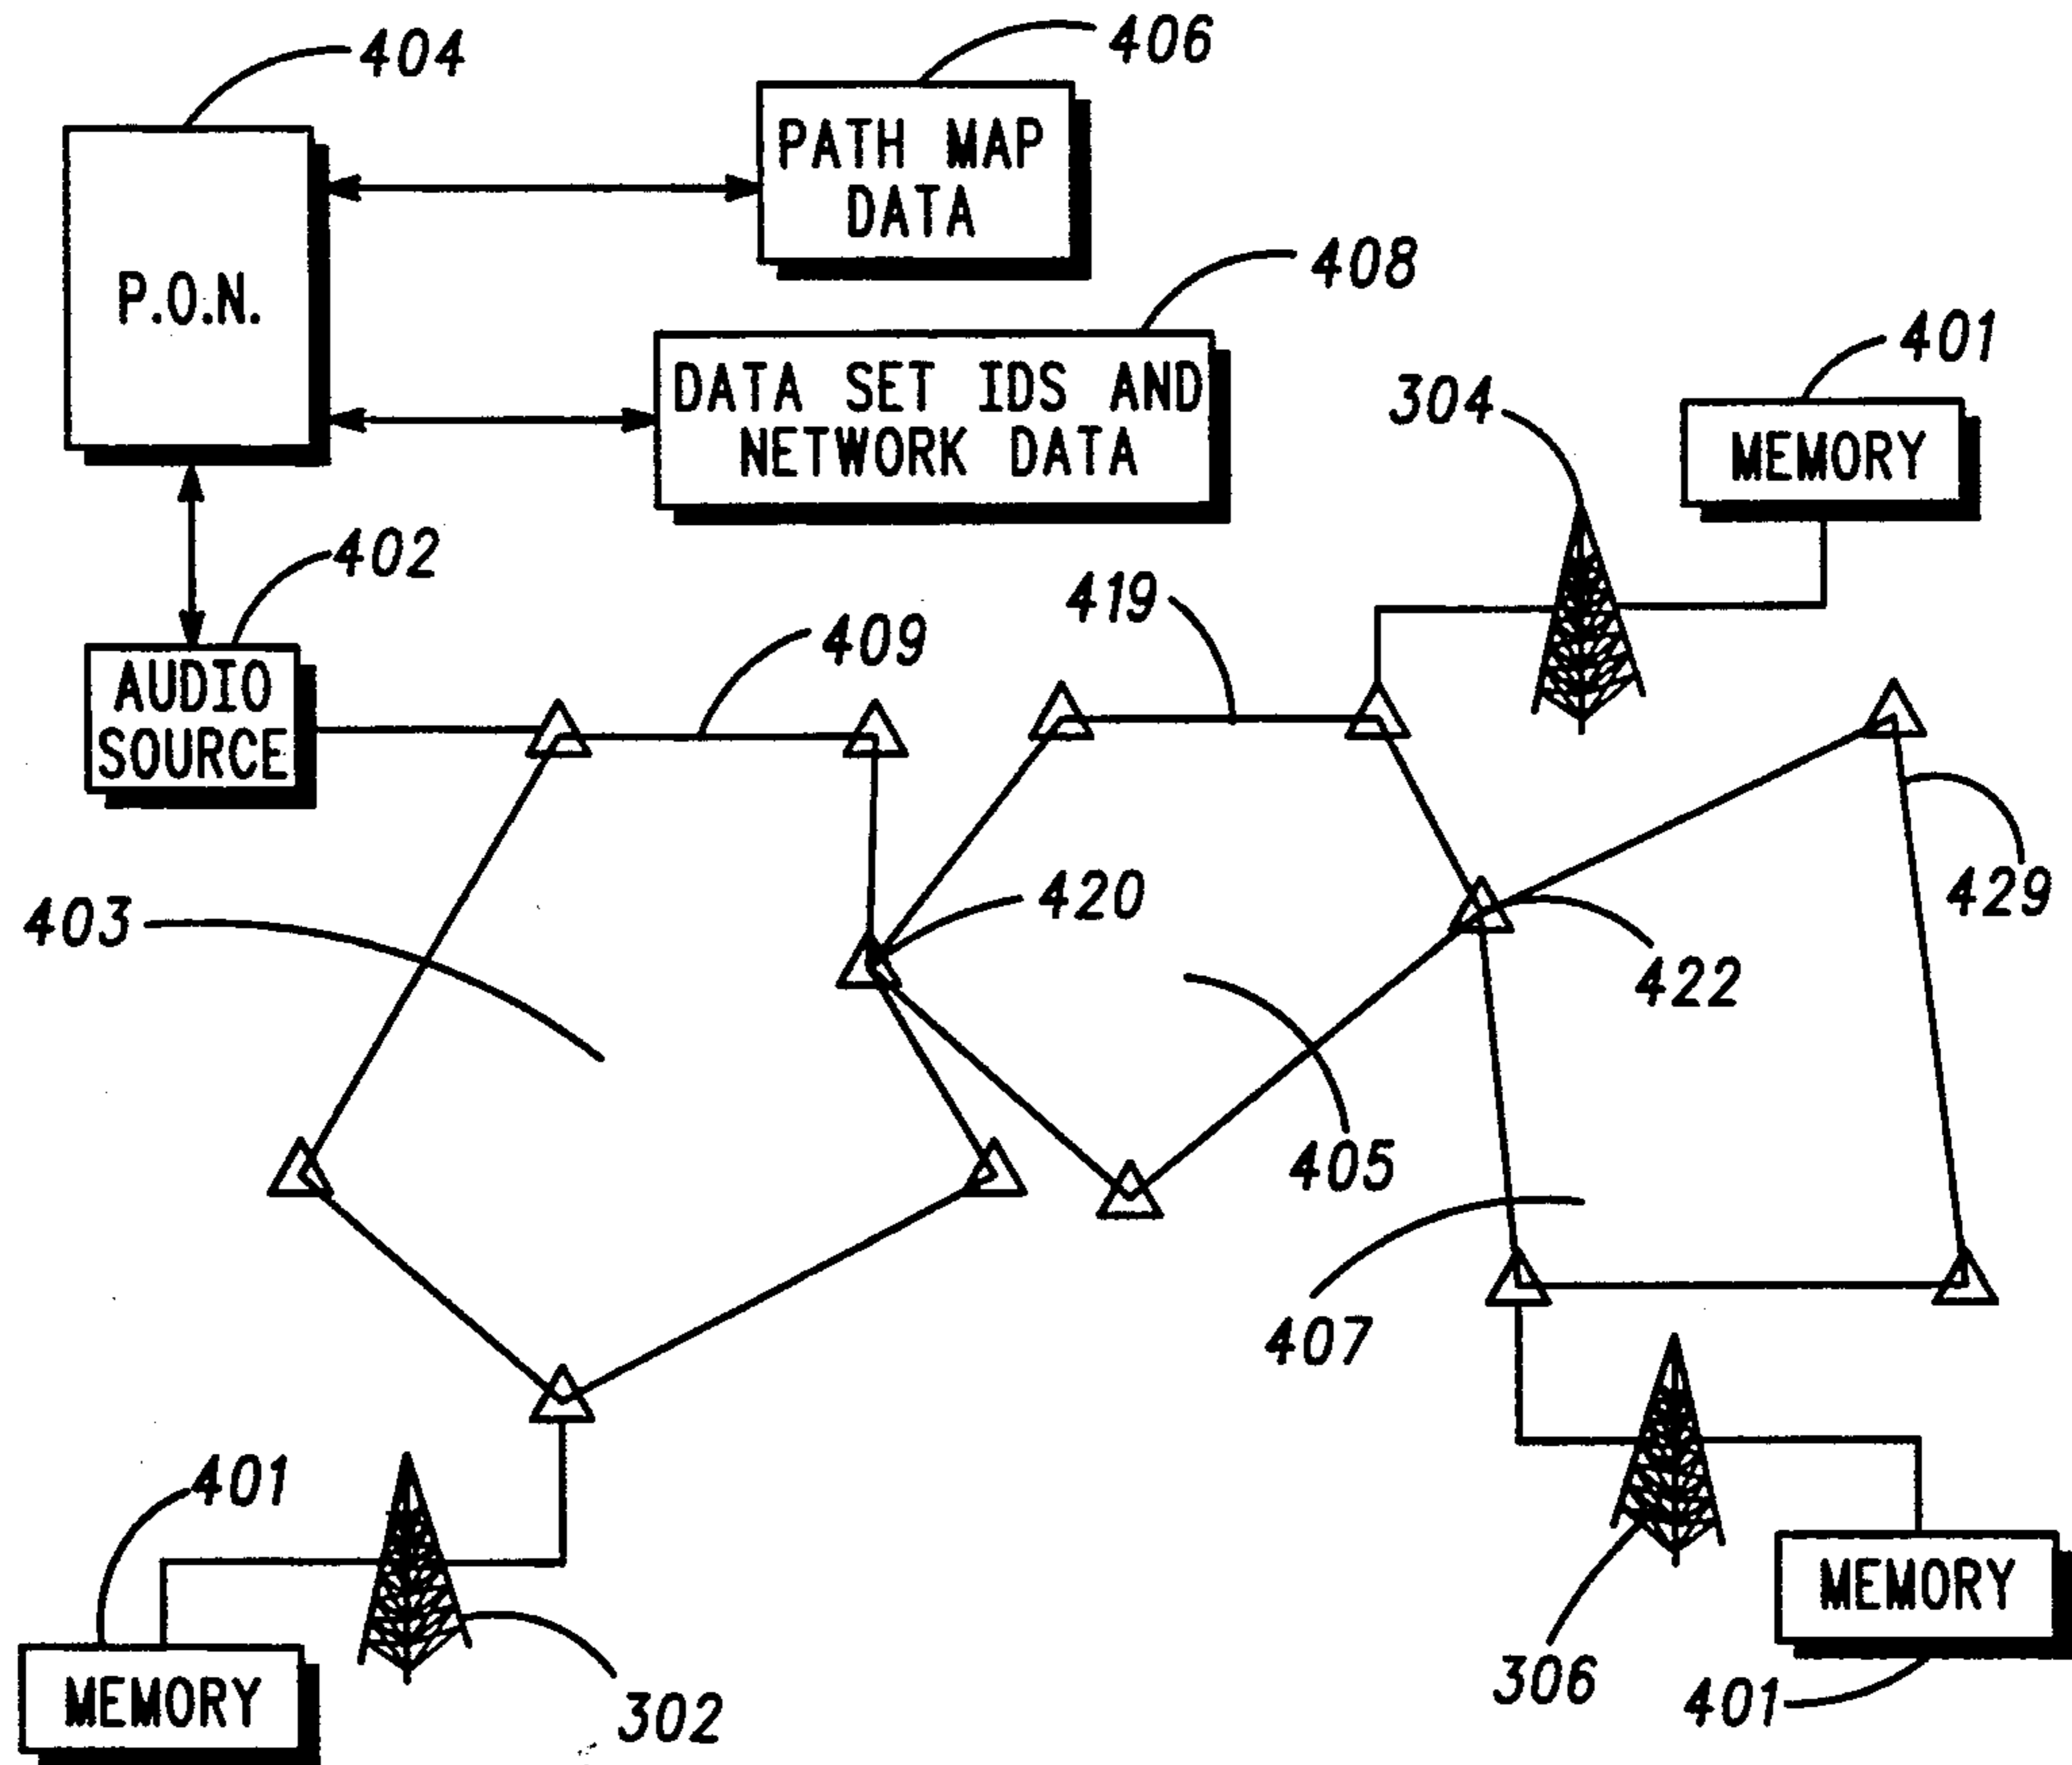 404
406
PATH MAP
DATA
P.O.N.
408
DATA SET IDS AND
NETWORK DATA
401
304
MEMORY
402
419
409
AUDIO
SOURCE
420
429
403
422
405
407
401
306
MEMORY
401
302
MEMORY